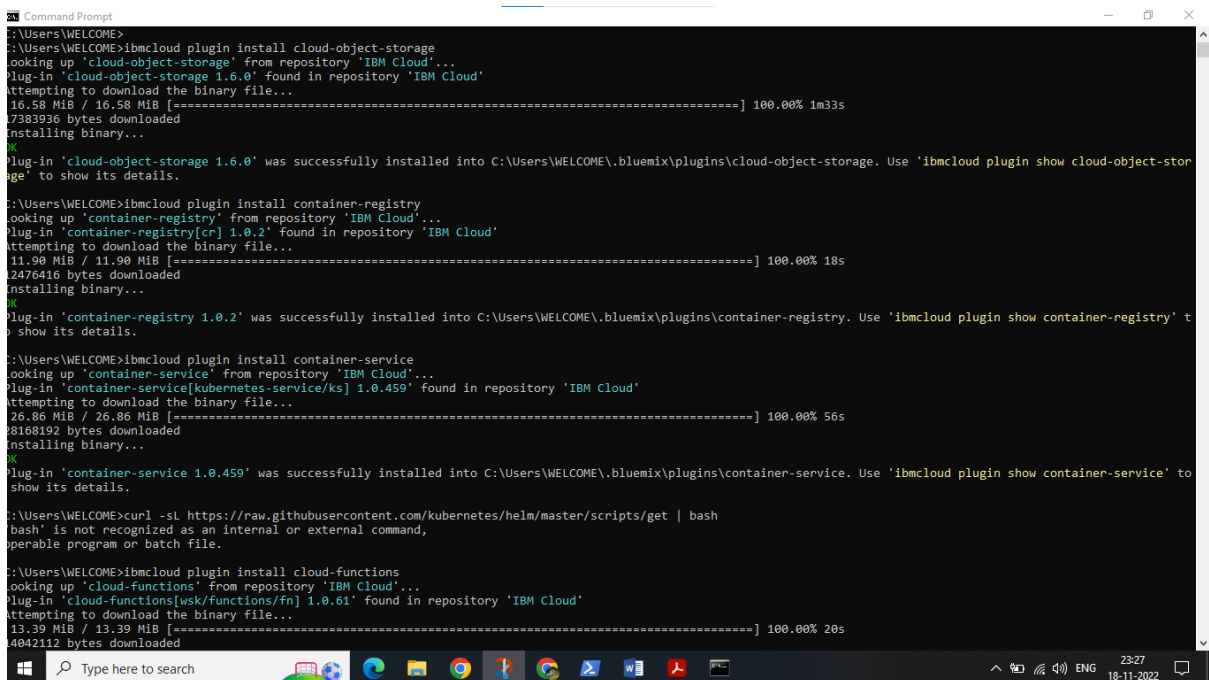 Command Prompt
:\Users\WELCOME>
:\Users\WELCOME>ibmcloud plugin install cloud-object-storage
ooking up 'cloud-object-storage' from repository 'IBM Cloud'...
Plug-in 'cloud-object-storage 1.6.0' found in repository 'IBM Cloud'
Attempting to download the binary file...
16.58 MiB / 16.58 MiB [================================================================================] 100.00% 1m33s
17383936 bytes downloaded
Installing binary...
OK
Plug-in 'cloud-object-storage 1.6.0' was successfully installed into C:\Users\WELCOME\.bluemix\plugins\cloud-object-storage. Use 'ibmcloud plugin show cloud-object-stor
age' to show its details.
C:\Users\WELCOME>ibmcloud plugin install container-registry
Looking up 'container-registry' from repository 'IBM Cloud'...
Plug-in 'container-registry[cr] 1.0.2' found in repository 'IBM Cloud'
Attempting to download the binary file...
11.90 MiB / 11.90 MiB [==================================================================================] 100.00% 18s
12476416 bytes downloaded
Installing binary...
OK
Plug-in 'container-registry 1.0.2' was successfully installed into C:\Users\WELCOME\.bluemix\plugins\container-registry. Use 'ibmcloud plugin show container-registry' t
o show its details.
C:\Users\WELCOME>ibmcloud plugin install container-service
Looking up 'container-service' from repository 'IBM Cloud'...
Plug-in 'container-service[kubernetes-service/ks] 1.0.459' found in repository 'IBM Cloud'
Attempting to download the binary file...
26.86 MiB / 26.86 MiB [==================================================================================] 100.00% 56s
28168192 bytes downloaded
Installing binary...
OK
Plug-in 'container-service 1.0.459' was successfully installed into C:\Users\WELCOME\.bluemix\plugins\container-service. Use 'ibmcloud plugin show container-service' to
show its details.
C:\Users\WELCOME>curl -sL https://raw.githubusercontent.com/kubernetes/helm/master/scripts/get | bash
'bash' is not recognized as an internal or external command,
operable program or batch file.
C:\Users\WELCOME>ibmcloud plugin install cloud-functions
Looking up 'cloud-functions' from repository 'IBM Cloud'...
Plug-in 'cloud-functions[wsk/functions/fn] 1.0.61' found in repository 'IBM Cloud'
Attempting to download the binary file...
13.39 MiB / 13.39 MiB [==================================================================================] 100.00% 20s
14042112 bytes downloaded
Type here to search
ENG
23:27
18-11-2022